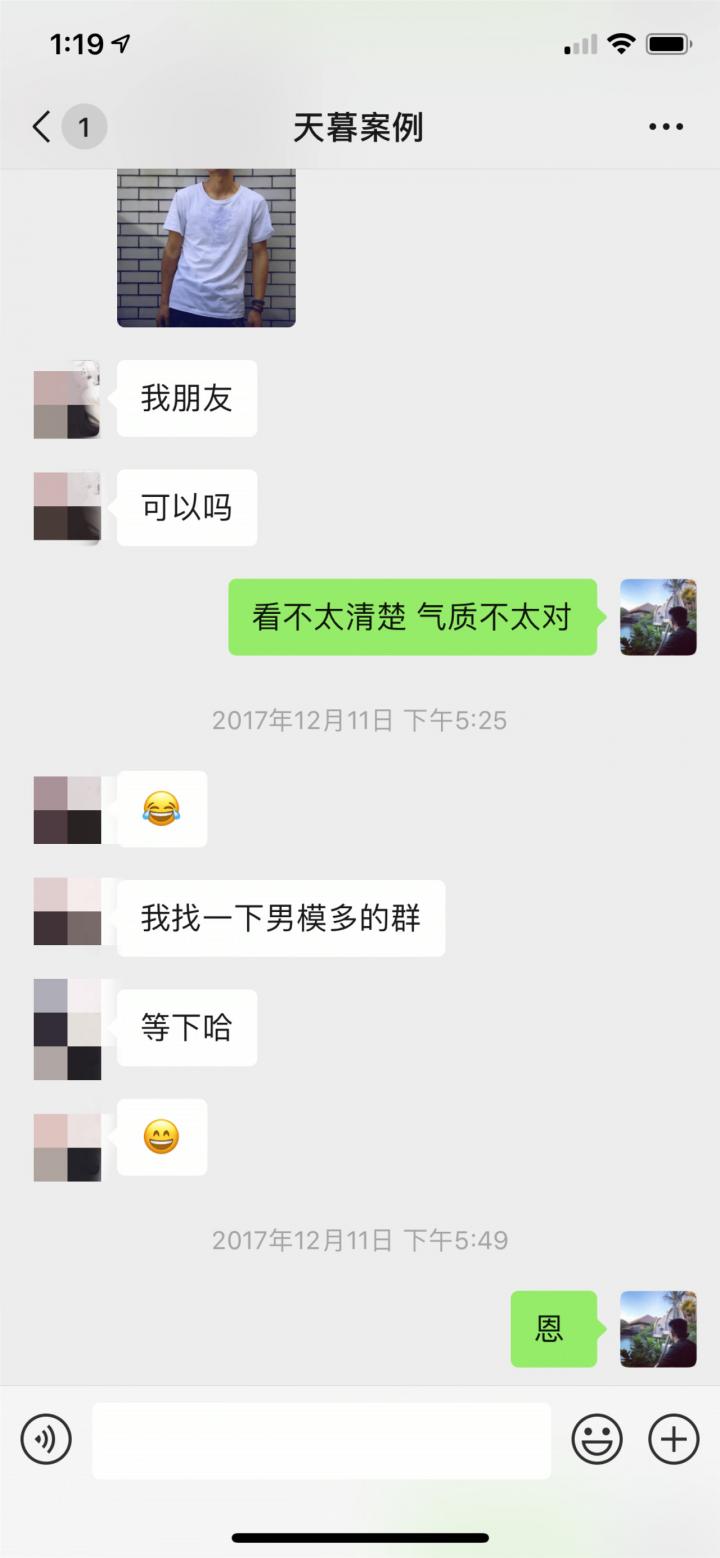 1:19
1
天暮案例
我朋友
可以吗
看不太清楚 气质不太对
2017年12月11日 下午5:25
😂
我找一下男模多的群
等下哈
😄
2017年12月11日 下午5:49
恩